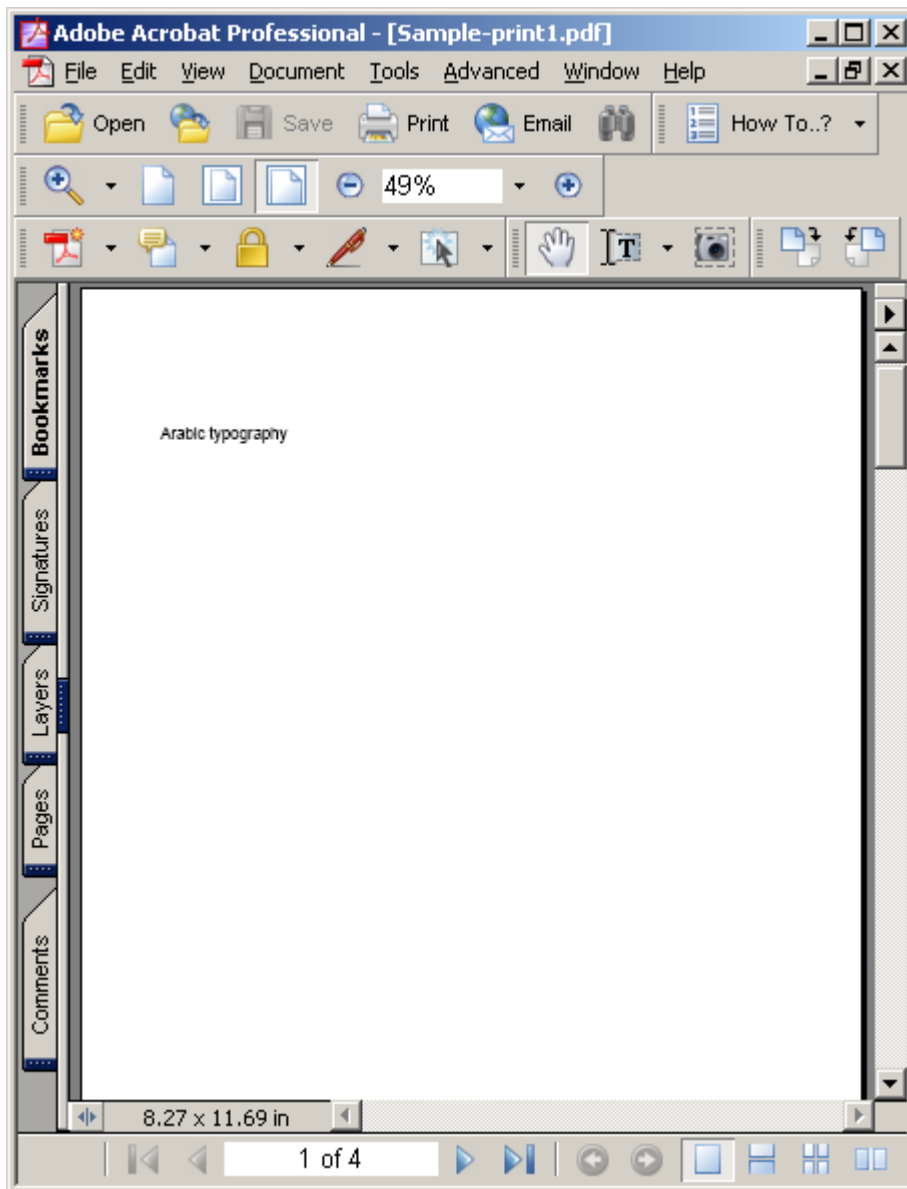 Adobe Acrobat Professional - [Sample-print1.pdf]
File Edit View Document Tools Advanced Window Help
Open Save Print Email How To..?
49%
Bookmarks
Signatures
Layers
Pages
Comments
Arabic typography
8.27 x 11.69 in
1 of 4